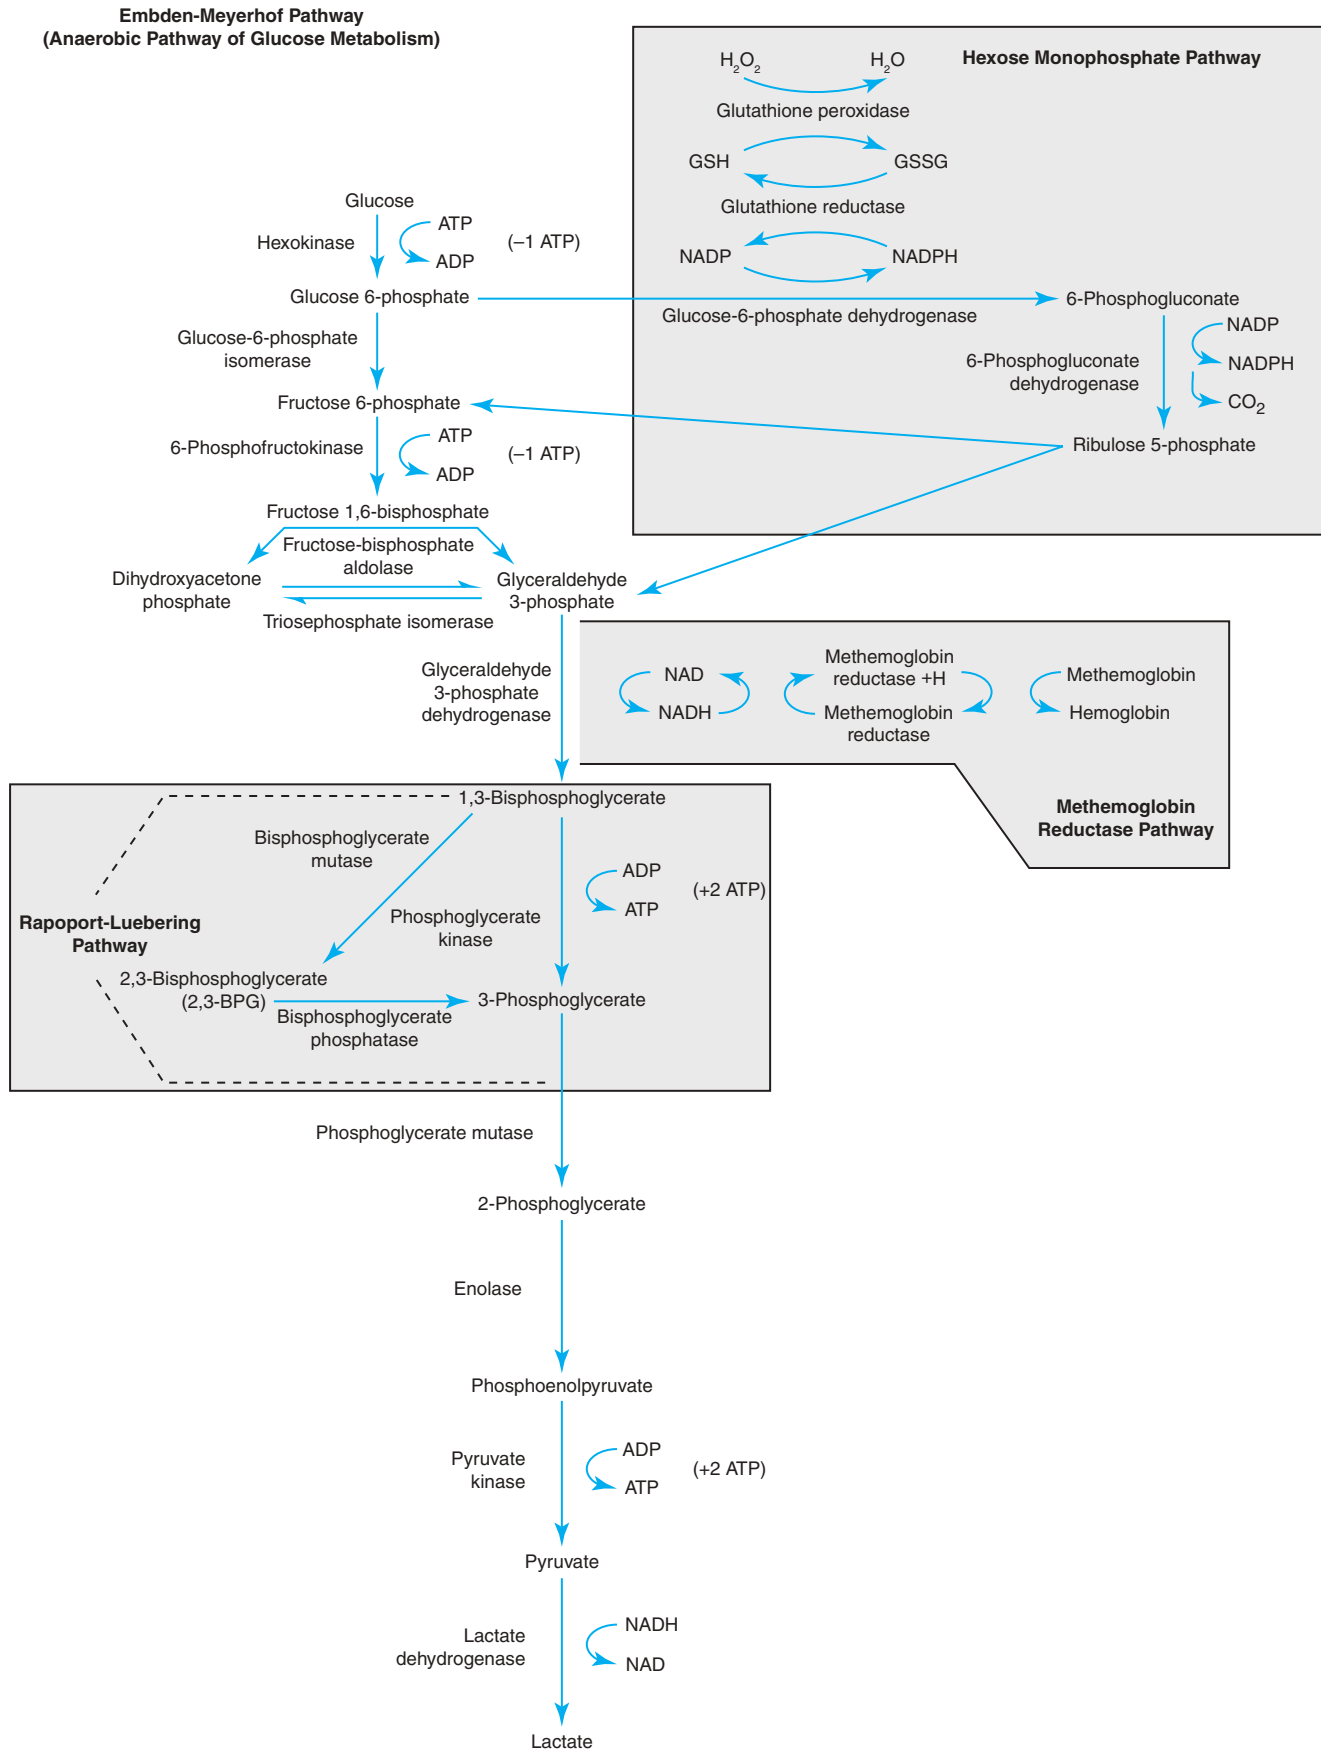 Embden-Meyerhof Pathway
(Anaerobic Pathway of Glucose Metabolism)
Hexose Monophosphate Pathway
H₂O₂
H₂O
Glutathione peroxidase
GSH
GSSG
Glutathione reductase
NADP
NADPH
Glucose
Hexokinase
ATP
ADP
(–1 ATP)
Glucose 6-phosphate
Glucose-6-phosphate dehydrogenase
6-Phosphogluconate
Glucose-6-phosphate
isomerase
6-Phosphogluconate
dehydrogenase
NADP
NADPH
CO₂
Fructose 6-phosphate
Ribulose 5-phosphate
6-Phosphofructokinase
ATP
ADP
(–1 ATP)
Fructose 1,6-bisphosphate
Fructose-bisphosphate
aldolase
Dihydroxyacetone
phosphate
Glyceraldehyde
3-phosphate
Triosephosphate isomerase
Glyceraldehyde
3-phosphate
dehydrogenase
NAD
NADH
Methemoglobin
reductase +H
Methemoglobin
reductase
Methemoglobin
Hemoglobin
Methemoglobin
Reductase Pathway
1,3-Bisphosphoglycerate
Bisphosphoglycerate
mutase
ADP
ATP
(+2 ATP)
Phosphoglycerate
kinase
Rapoport-Luebering
Pathway
2,3-Bisphosphoglycerate
(2,3-BPG)
3-Phosphoglycerate
Bisphosphoglycerate
phosphatase
Phosphoglycerate mutase
2-Phosphoglycerate
Enolase
Phosphoenolpyruvate
Pyruvate
kinase
ADP
ATP
(+2 ATP)
Pyruvate
Lactate
dehydrogenase
NADH
NAD
Lactate